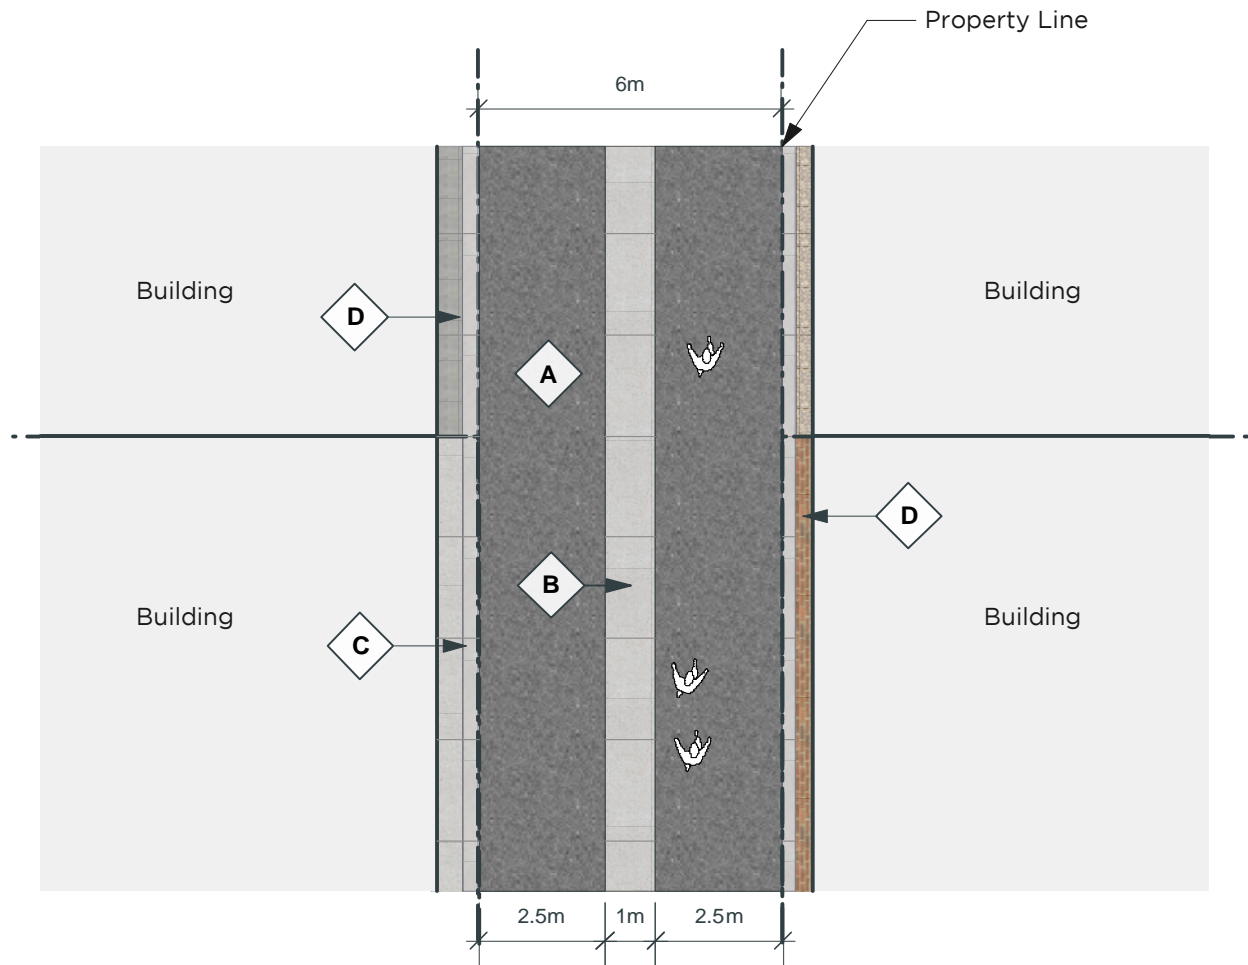 Property Line
6m
Building
Building
D
A
D
B
Building
Building
C
2.5m
1m
2.5m